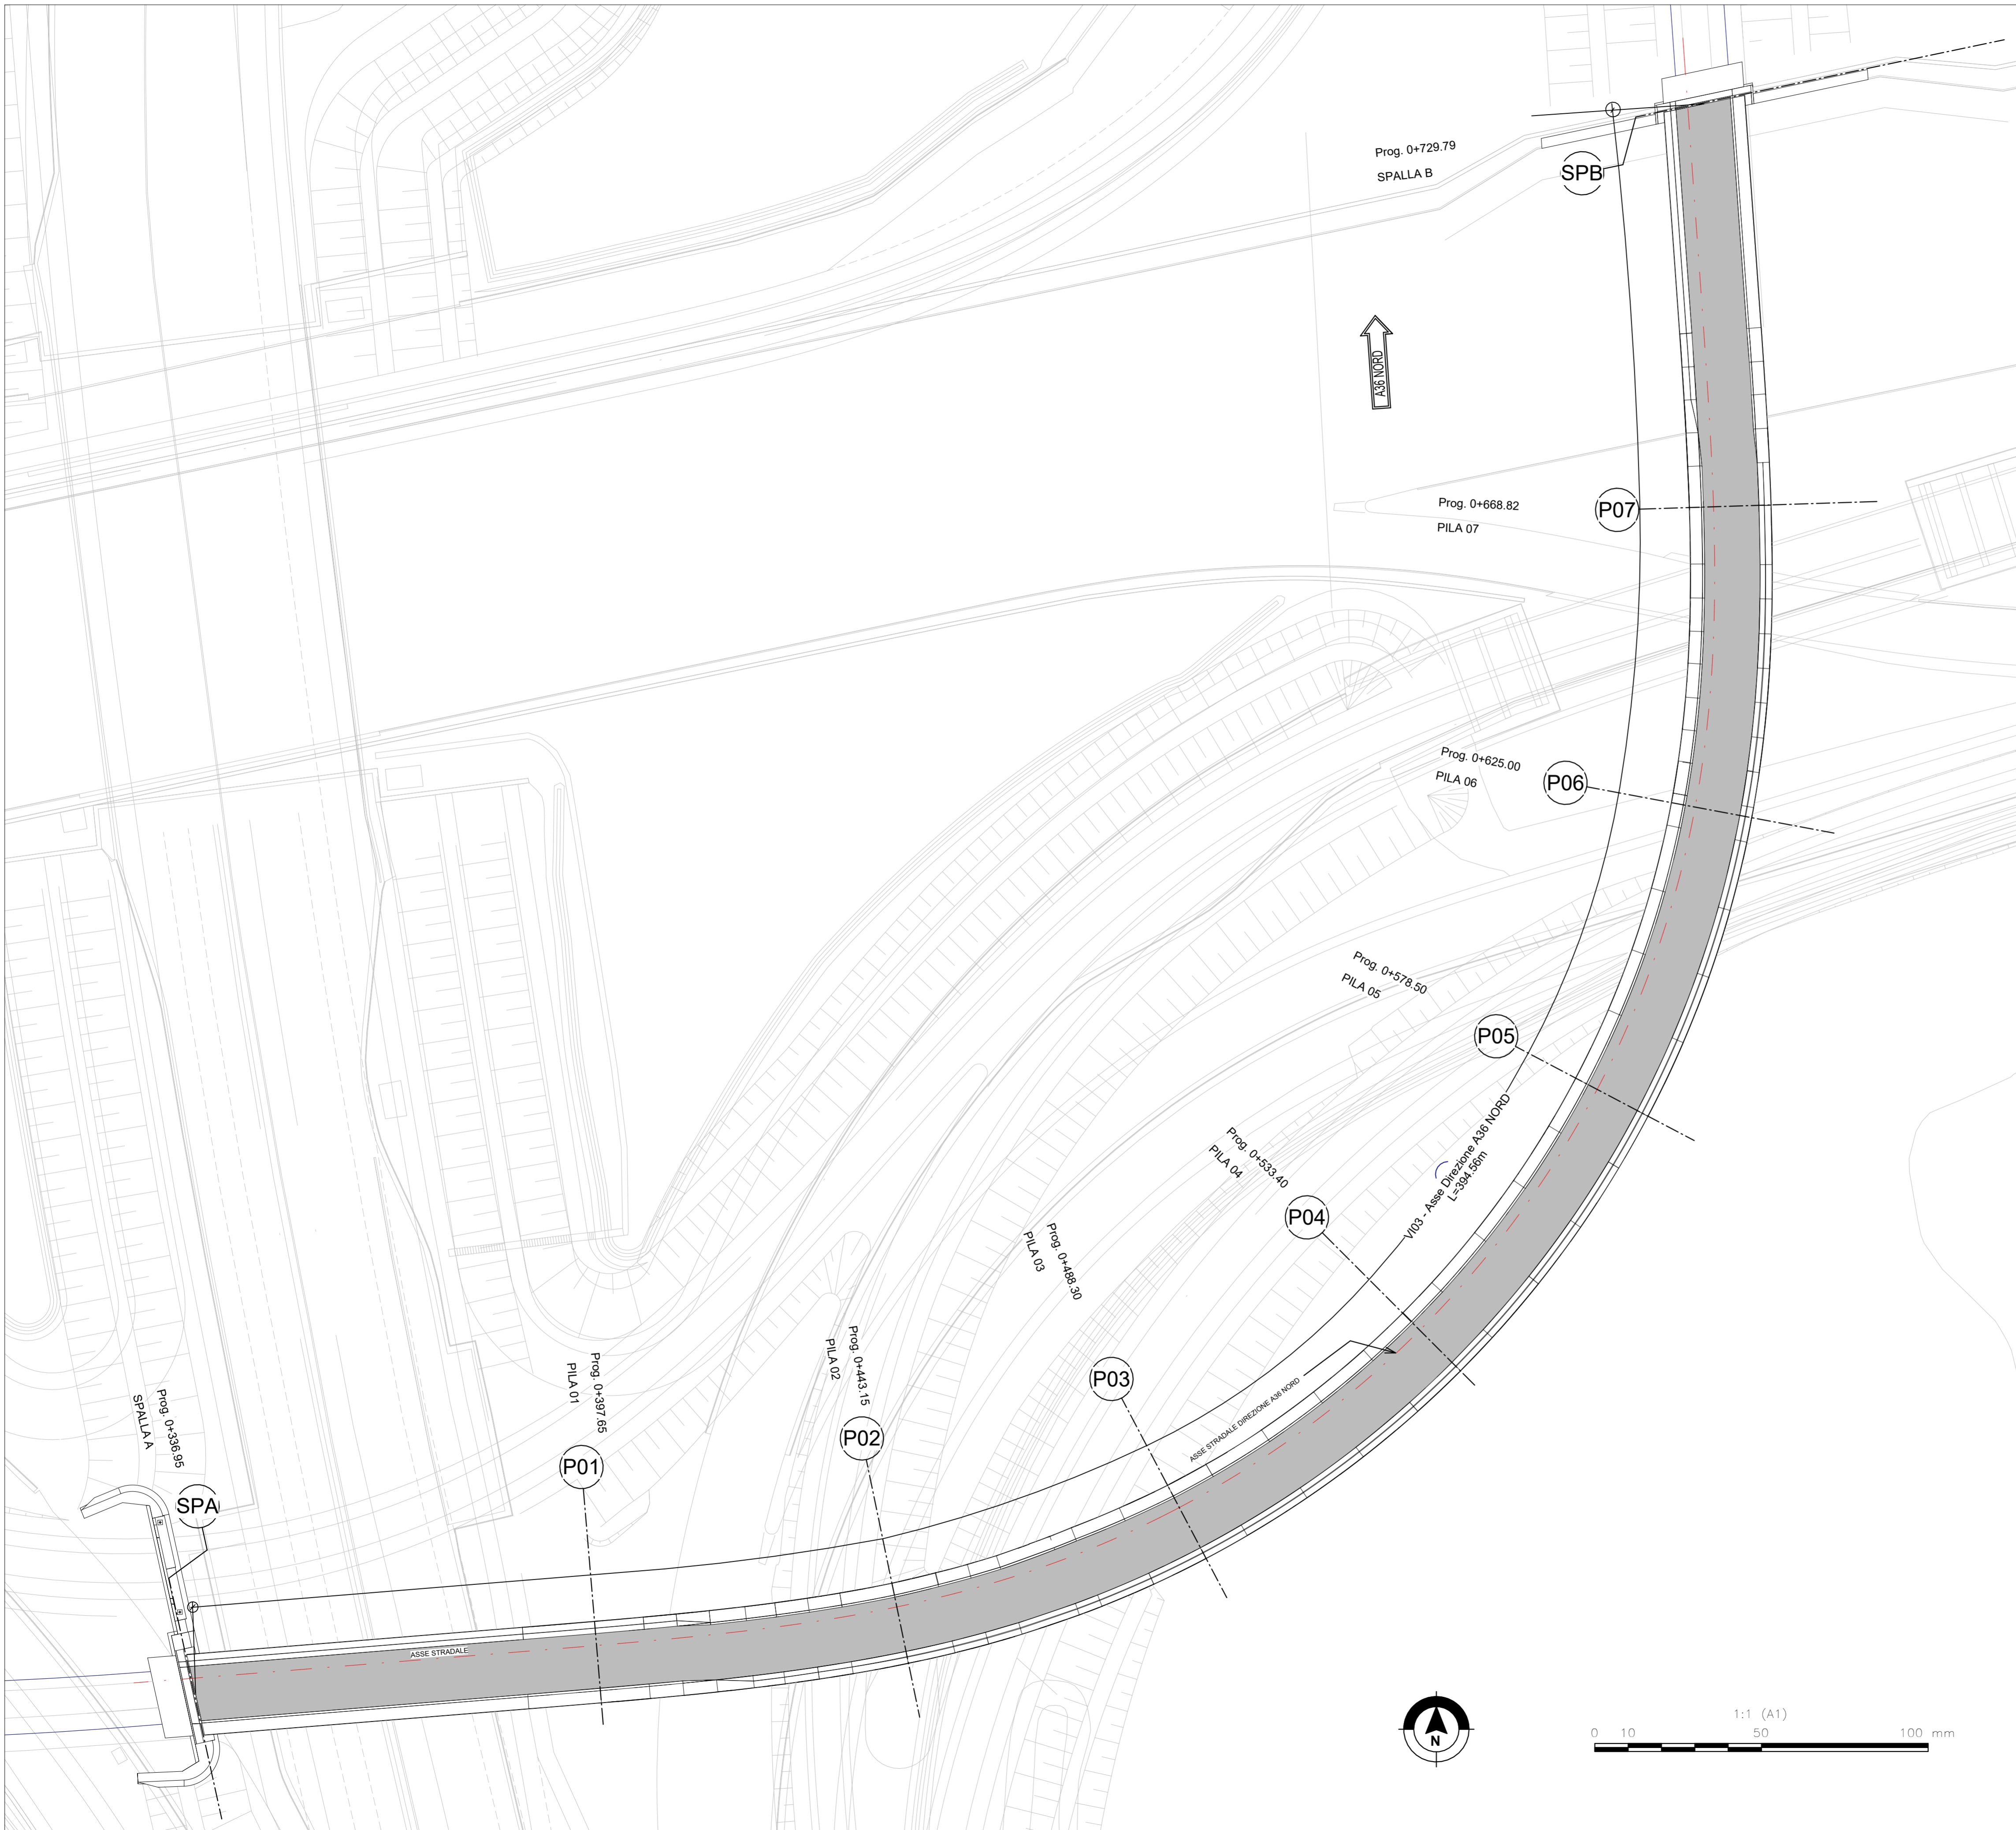 Prog. 0+729.79
SPALLA B
SPB
A36 NORD
Prog. 0+668.82
PILA 07
P07
Prog. 0+625.00
PILA 06
P06
Prog. 0+578.50
PILA 05
P05
VI03 - Asse Direzione A36 NORD
L=394.56m
Prog. 0+533.40
PILA 04
P04
Prog. 0+488.30
PILA 03
P03
ASSE STRADALE DIREZIONE A36 NORD
Prog. 0+443.15
PILA 02
P02
Prog. 0+397.65
PILA 01
P01
Prog. 0+336.95
SPALLA A
SPA
ASSE STRADALE
N
1:1 (A1)
0 10 50 100 mm